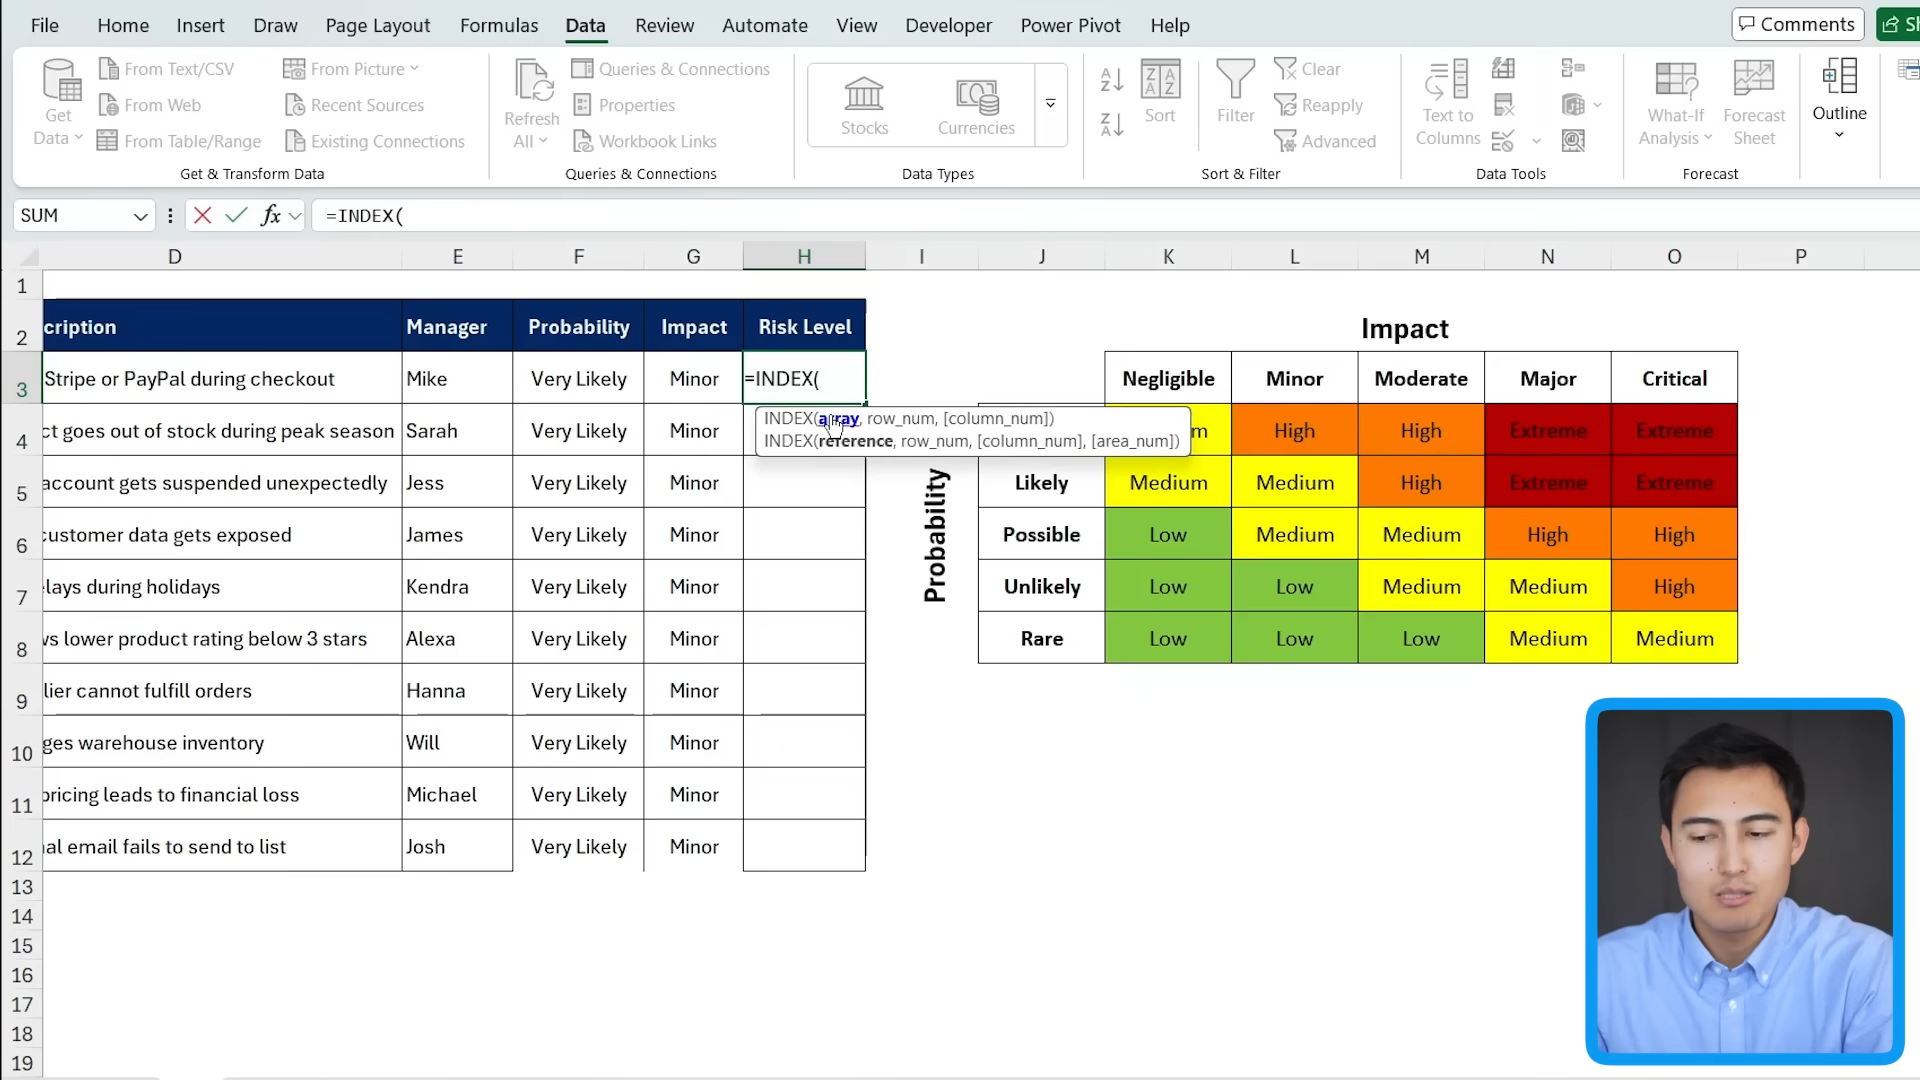 File Home Insert Draw Page Layout Formulas Data Review Automate View Developer Power Pivot Help Comments
Get Data
From Text/CSV
From Web
From Table/Range
From Picture
Recent Sources
Existing Connections
Get & Transform Data
Refresh All
Queries & Connections
Properties
Workbook Links
Queries & Connections
Stocks Currencies
Data Types
Sort
Filter
Clear
Reapply
Advanced
Sort & Filter
Text to Columns
Data Tools
What-If Analysis
Forecast Sheet
Forecast
Outline
SUM fx =INDEX(
D E F G H I J K L M N O P
1
2 cription Manager Probability Impact Risk Level Impact
3 Stripe or PayPal during checkout Mike Very Likely Minor =INDEX( Negligible Minor Moderate Major Critical
INDEX(array, row_num, [column_num])
INDEX(reference, row_num, [column_num], [area_num])
4 ct goes out of stock during peak season Sarah Very Likely Minor m High High Extreme Extreme
5 account gets suspended unexpectedly Jess Very Likely Minor Likely Medium Medium High Extreme Extreme
Probability
6 customer data gets exposed James Very Likely Minor Possible Low Medium Medium High High
7 elays during holidays Kendra Very Likely Minor Unlikely Low Low Medium Medium High
8 ws lower product rating below 3 stars Alexa Very Likely Minor Rare Low Low Low Medium Medium
9 lier cannot fulfill orders Hanna Very Likely Minor
10 ges warehouse inventory Will Very Likely Minor
11 pricing leads to financial loss Michael Very Likely Minor
12 al email fails to send to list Josh Very Likely Minor
13
14
15
16
17
18
19